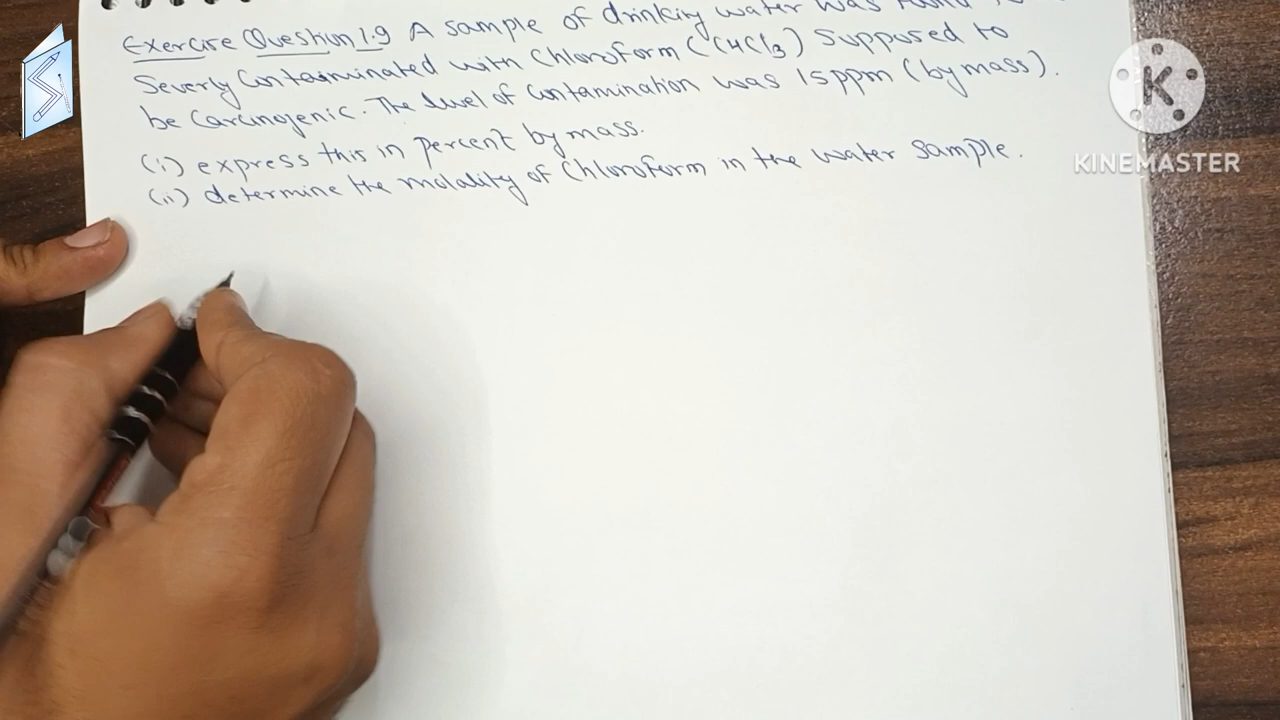 Exercise Question 1.9 A sample of drinking water was found
Severly Contaminated with Chloroform (CHCl3) Supposed to
be Carcinogenic. The level of Contamination was 15ppm (by mass).
(i) express this in percent by mass.
(ii) determine the molality of Chloroform in the water sample.
K
KINEMASTER